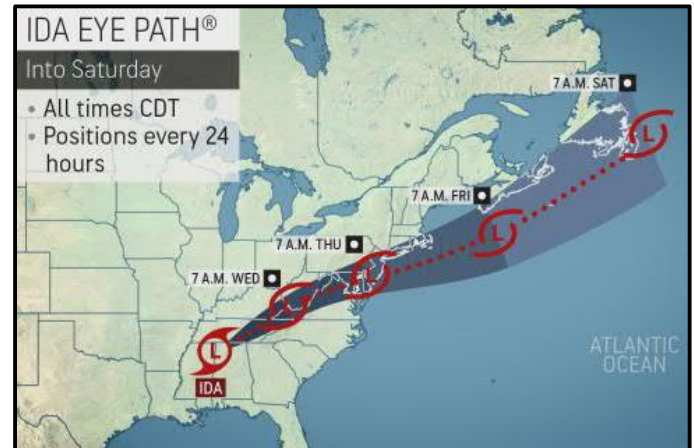 IDA EYE PATH®
Into Saturday
• All times CDT
• Positions every 24
hours
7 A.M. SAT
7 A.M. FRI
7 A.M. THU
7 A.M. WED
L
L
L
IDA
ATLANTIC
OCEAN